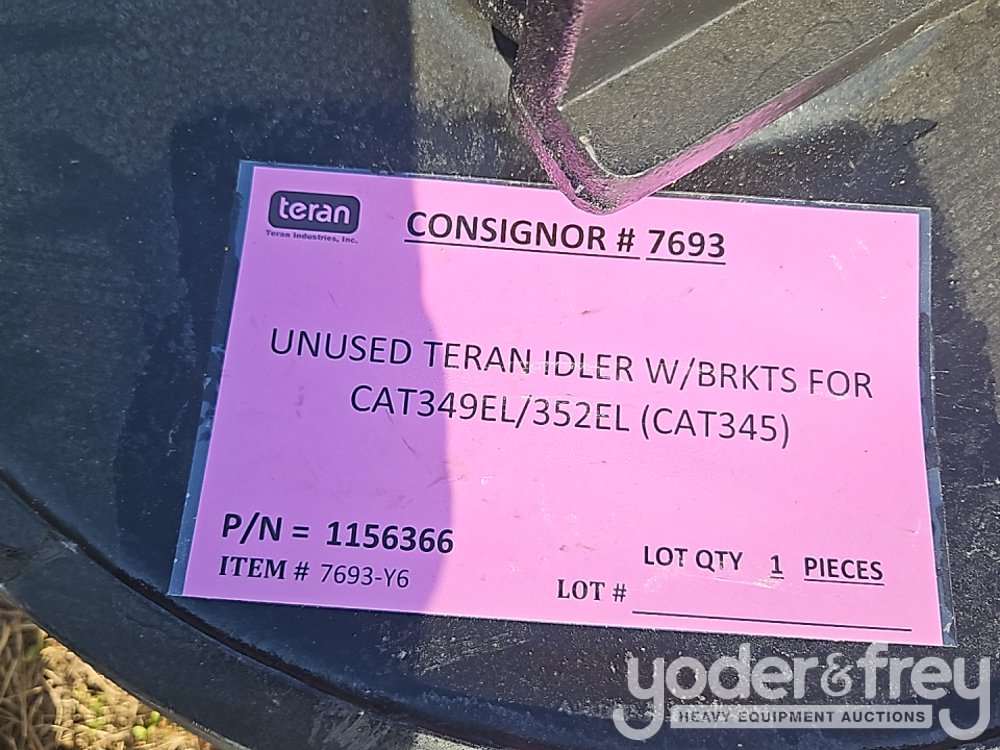 teran
Teran Industries, Inc.
CONSIGNOR # 7693
UNUSED TERAN IDLER W/BRKTS FOR
CAT349EL/352EL (CAT345)
P/N = 1156366
ITEM # 7693-Y6
LOT QTY 1 PIECES
LOT #
yoder&frey
HEAVY EQUIPMENT AUCTIONS